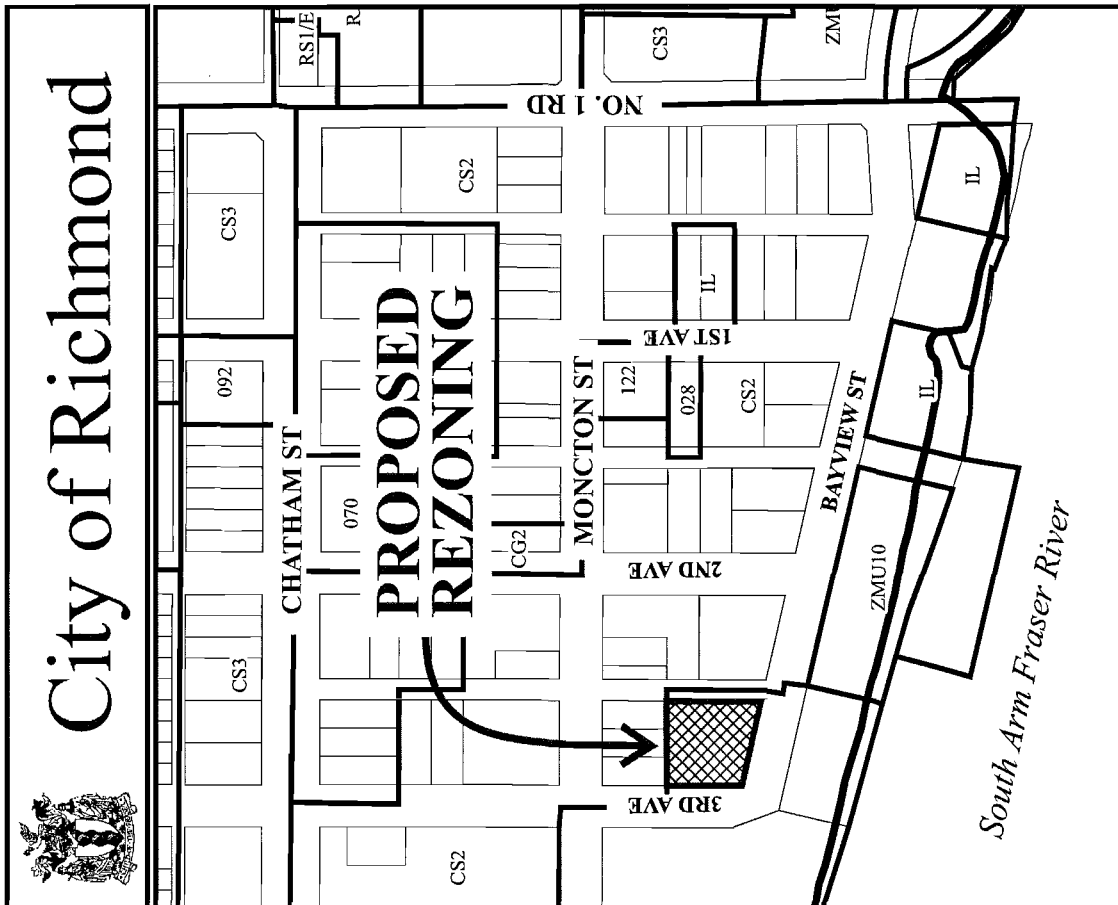 City of Richmond
RS1/E
CS3
ZMU
NO. 1 RD
CS3
CS2
IL
IL
1ST AVE
092
122
028
CS2
IL
CHATHAM ST
PROPOSED
REZONING
MONCTON ST
BAYVIEW ST
070
CG2
2ND AVE
ZMU10
CS3
3RD AVE
CS2
South Arm Fraser River